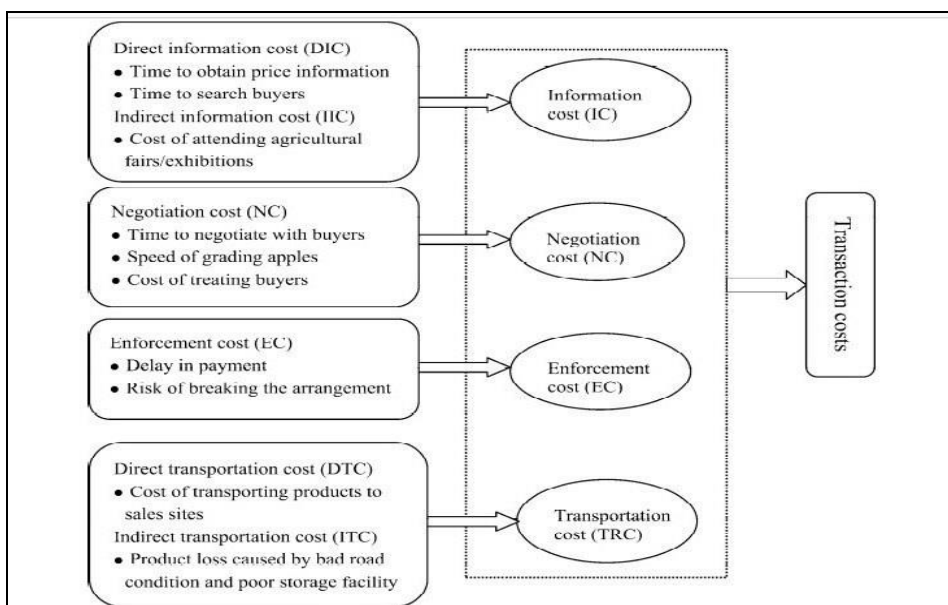 Direct information cost (DIC)
● Time to obtain price information
● Time to search buyers
Indirect information cost (IIC)
● Cost of attending agricultural
fairs/exhibitions
Information
cost (IC)
Negotiation cost (NC)
● Time to negotiate with buyers
● Speed of grading apples
● Cost of treating buyers
Negotiation
cost (NC)
Enforcement cost (EC)
● Delay in payment
● Risk of breaking the arrangement
Enforcement
cost (EC)
Direct transportation cost (DTC)
● Cost of transporting products to
sales sites
Indirect transportation cost (ITC)
● Product loss caused by bad road
condition and poor storage facility
Transportation
cost (TRC)
Transaction costs